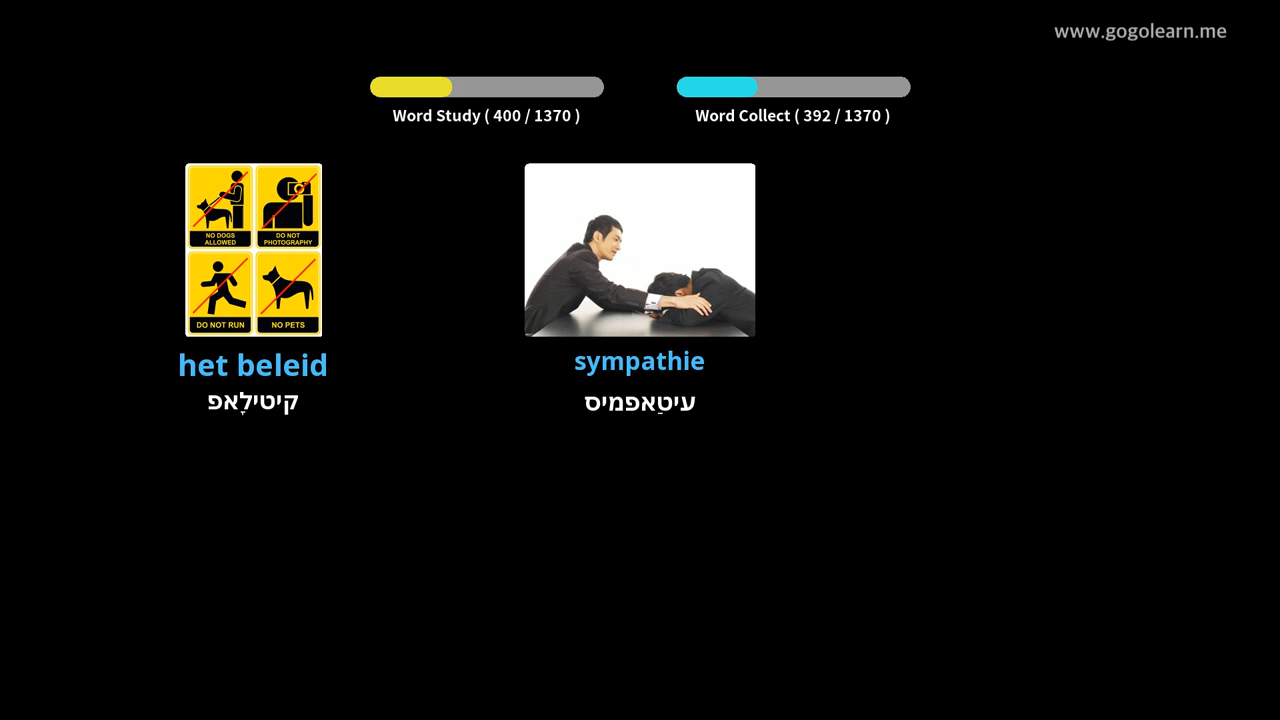 www.gogolearn.me
Word Study ( 400 / 1370 )
Word Collect ( 392 / 1370 )
NO DOGS
ALLOWED
DO NOT
PHOTOGRAPHY
DO NOT RUN
NO PETS
het beleid
קיטילָאפ
sympathie
עיטַאפמיס